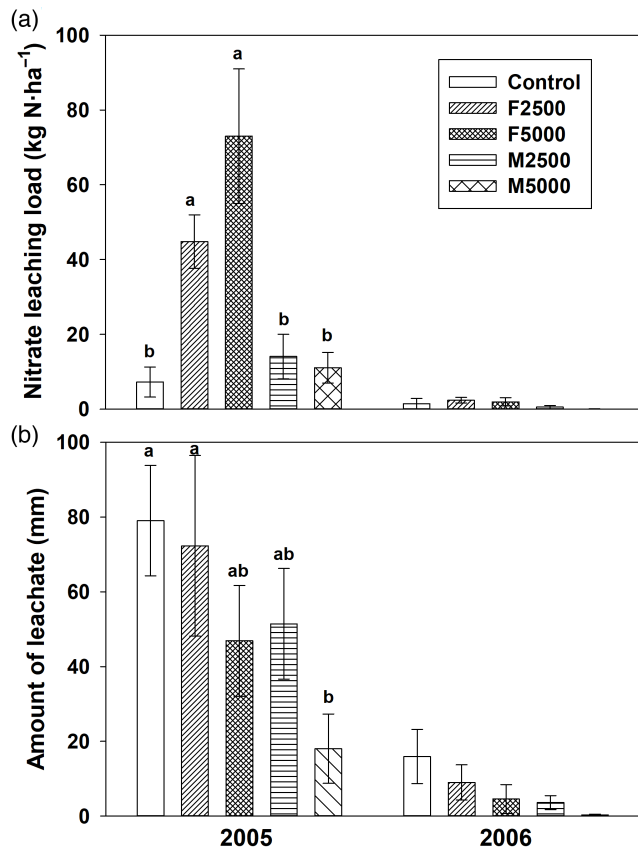 (a)
Nitrate leaching load (kg N·ha⁻¹)
100
80
60
40
20
0
b
a
a
b
b
Control
F2500
F5000
M2500
M5000
(b)
Amount of leachate (mm)
100
80
60
40
20
0
a
a
ab
ab
b
2005
2006